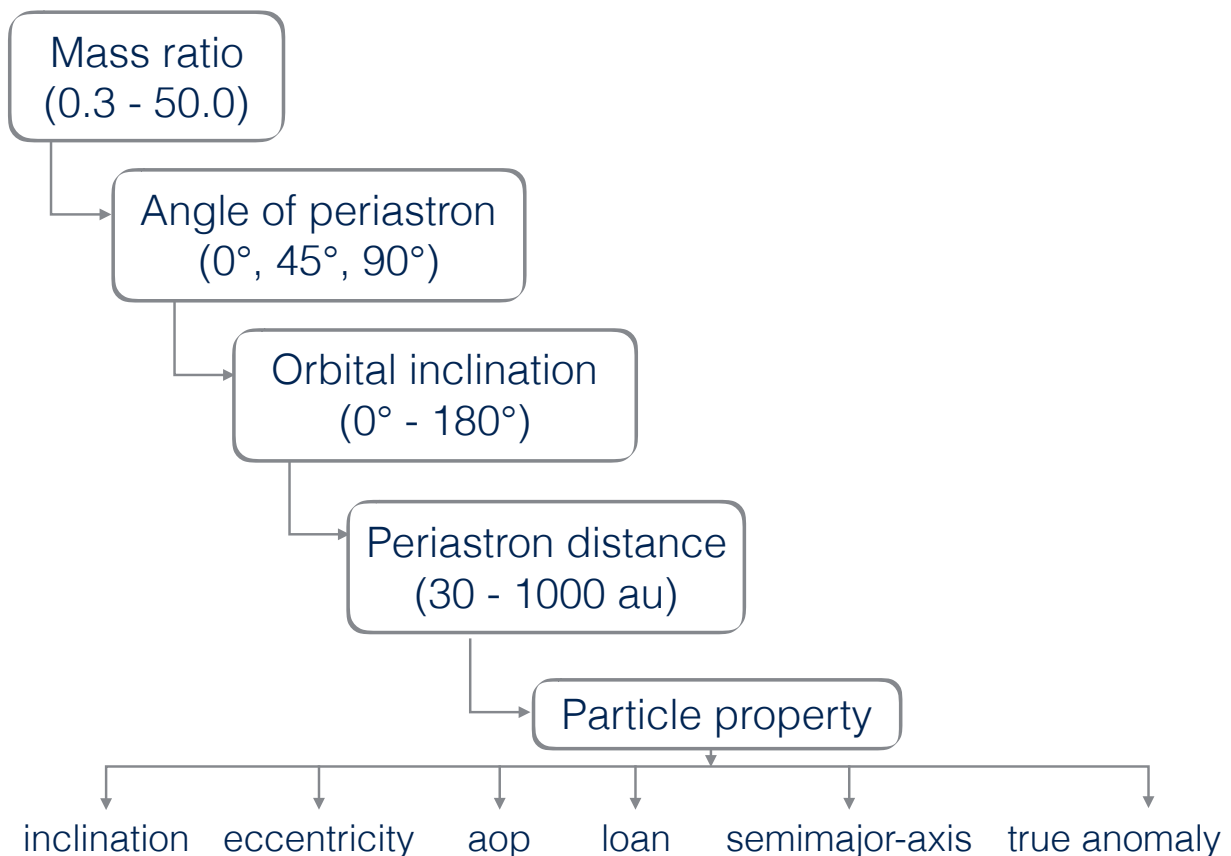 Mass ratio
(0.3 - 50.0)
Angle of periastron
(0°, 45°, 90°)
Orbital inclination
(0° - 180°)
Periastron distance
(30 - 1000 au)
Particle property
inclination eccentricity aop loan semimajor-axis true anomaly